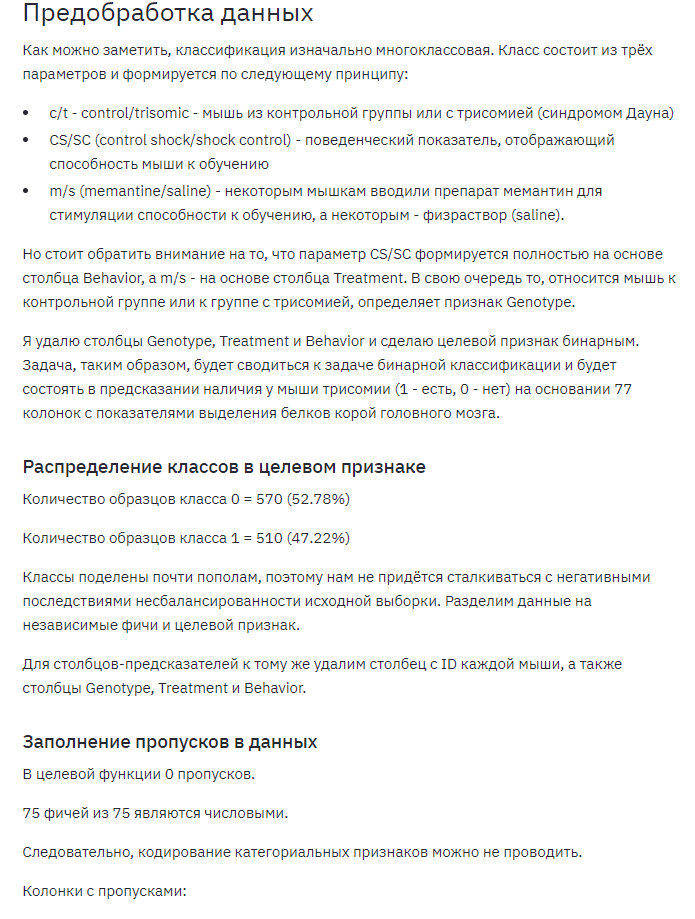 Предобработка данных
Как можно заметить, классификация изначально многоклассовая. Класс состоит из трёх
параметров и формируется по следующему принципу:
• c/t - control/trisomic - мышь из контрольной группы или с трисомией (синдромом Дауна)
• CS/SC (control shock/shock control) - поведенческий показатель, отображающий
способность мыши к обучению
• m/s (memantine/saline) - некоторым мышкам вводили препарат мемантин для
стимуляции способности к обучению, а некоторым - физраствор (saline).
Но стоит обратить внимание на то, что параметр CS/SC формируется полностью на основе
столбца Behavior, а m/s - на основе столбца Treatment. В свою очередь то, относится мышь к
контрольной группе или к группе с трисомией, определяет признак Genotype.
Я удалю столбцы Genotype, Treatment и Behavior и сделаю целевой признак бинарным.
Задача, таким образом, будет сводиться к задаче бинарной классификации и будет
состоять в предсказании наличия у мыши трисомии (1 - есть, 0 - нет) на основании 77
колонок с показателями выделения белков корой головного мозга.
Распределение классов в целевом признаке
Количество образцов класса 0 = 570 (52.78%)
Количество образцов класса 1 = 510 (47.22%)
Классы поделены почти пополам, поэтому нам не придётся сталкиваться с негативными
последствиями несбалансированности исходной выборки. Разделим данные на
независимые фичи и целевой признак.
Для столбцов-предсказателей к тому же удалим столбец с ID каждой мыши, а также
столбцы Genotype, Treatment и Behavior.
Заполнение пропусков в данных
В целевой функции 0 пропусков.
75 фичей из 75 являются числовыми.
Следовательно, кодирование категориальных признаков можно не проводить.
Колонки с пропусками: